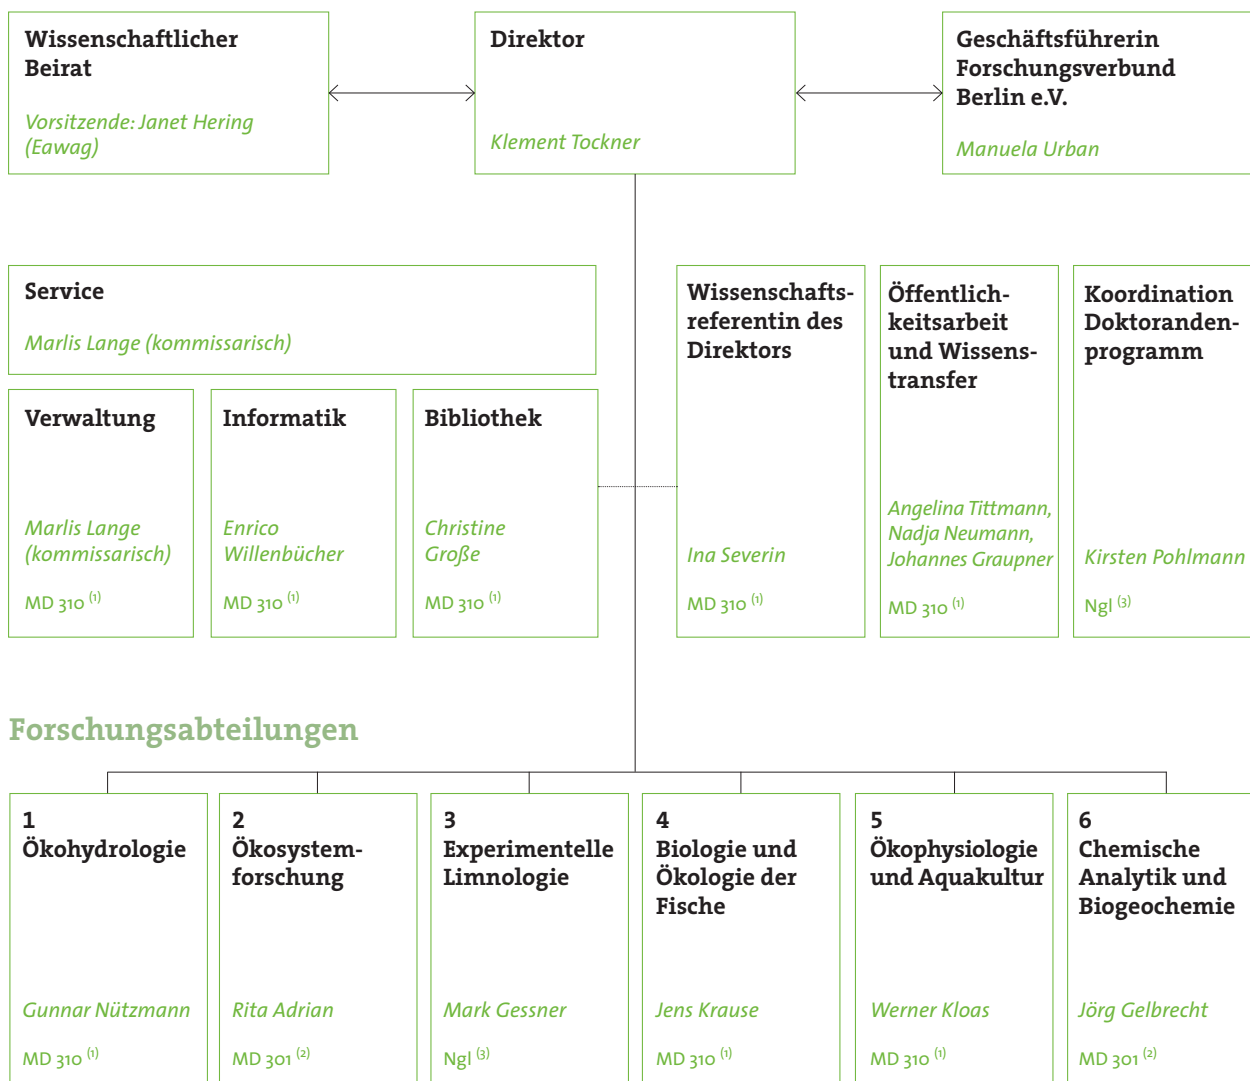 Wissenschaftlicher
Beirat
Vorsitzende: Janet Hering
(Eawag)
Direktor
Klement Tockner
Geschäftsführerin
Forschungsverbund
Berlin e.V.
Manuela Urban
Service
Marlis Lange (kommissarisch)
Verwaltung
Marlis Lange
(kommissarisch)
MD 310 (1)
Informatik
Enrico
Willenbücher
MD 310 (1)
Bibliothek
Christine
Große
MD 310 (1)
Wissenschafts-
referentin des
Direktors
Ina Severin
MD 310 (1)
Öffentlich-
keitsarbeit
und Wissens-
transfer
Angelina Tittmann,
Nadja Neumann,
Johannes Graupner
MD 310 (1)
Koordination
Doktoranden-
programm
Kirsten Pohlmann
Ngl (3)
Forschungsabteilungen
1
Ökohydrologie
Gunnar Nützmann
MD 310 (1)
2
Ökosystem-
forschung
Rita Adrian
MD 301 (2)
3
Experimentelle
Limnologie
Mark Gessner
Ngl (3)
4
Biologie und
Ökologie der
Fische
Jens Krause
MD 310 (1)
5
Ökophysiologie
und Aquakultur
Werner Kloas
MD 310 (1)
6
Chemische
Analytik und
Biogeochemie
Jörg Gelbrecht
MD 301 (2)